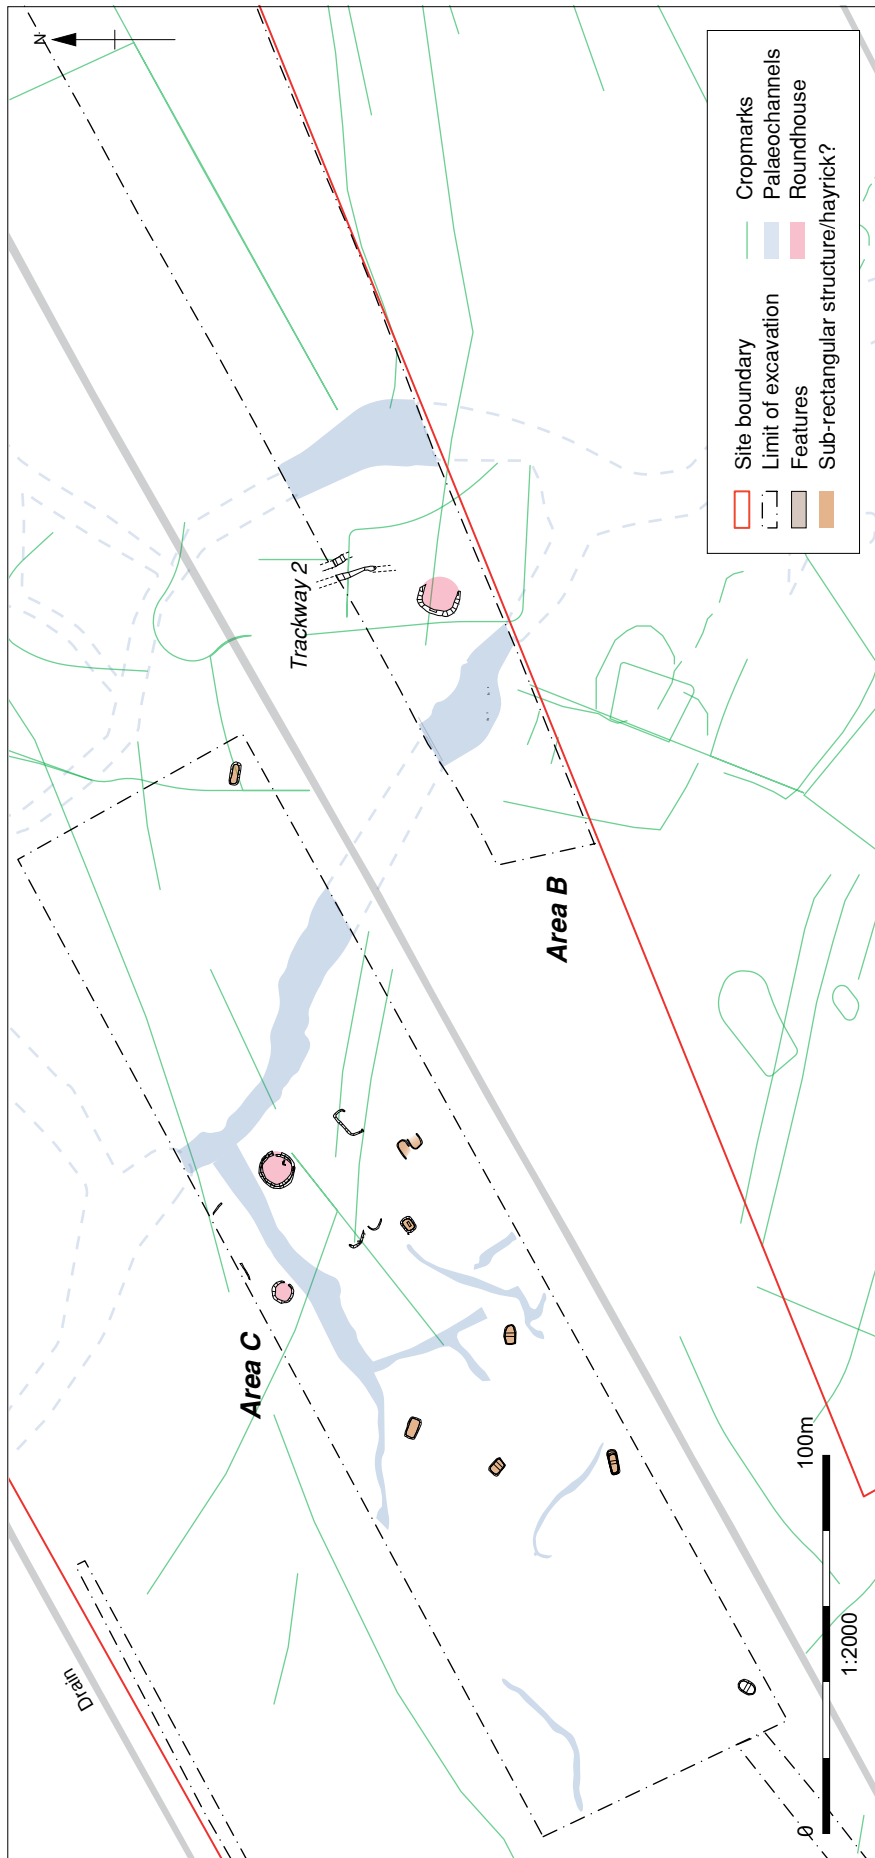 N
Drain
Area C
Trackway 2
Area B
Site boundary
Limit of excavation
Features
Sub-rectangular structure/hayrick?
Cropmarks
Palaeochannels
Roundhouse
0
100m
1:2000